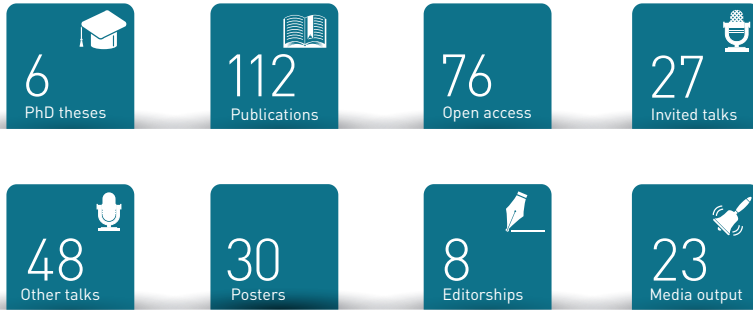 6
PhD theses
112
Publications
76
Open access
27
Invited talks
48
Other talks
30
Posters
8
Editorships
23
Media output